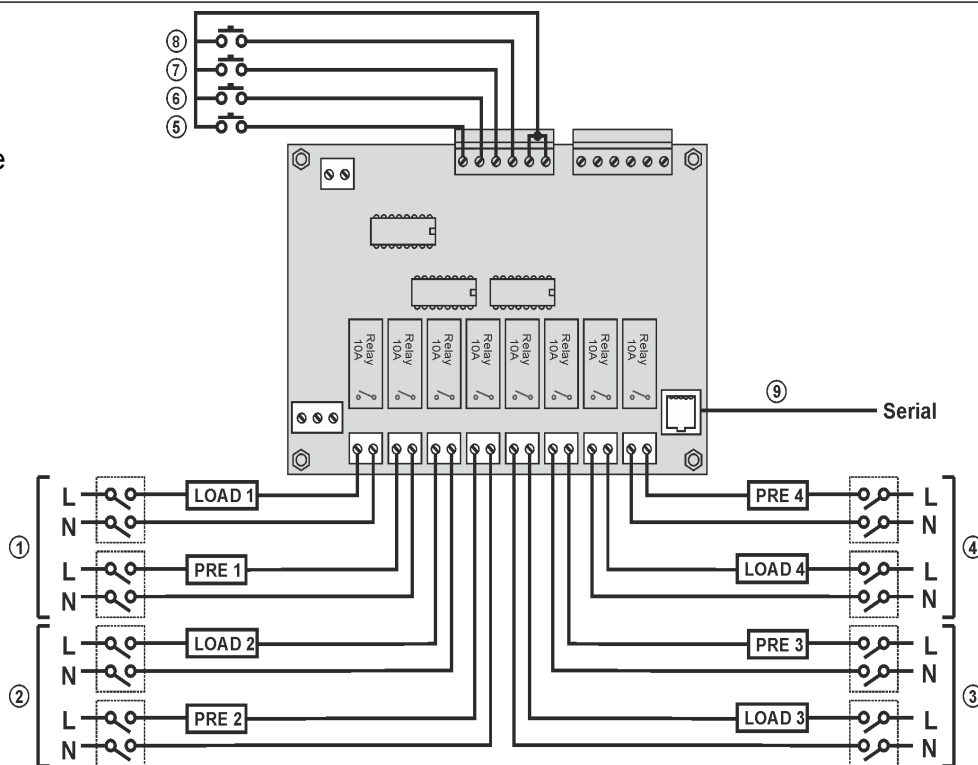 8
7
6
5
e
Relay 10A
Relay 10A
Relay 10A
Relay 10A
Relay 10A
Relay 10A
Relay 10A
Relay 10A
9
Serial
L
LOAD 1
N
1
L
PRE 1
N
L
LOAD 2
N
2
L
PRE 2
N
PRE 4
L
N
4
LOAD 4
L
N
PRE 3
L
N
3
LOAD 3
L
N